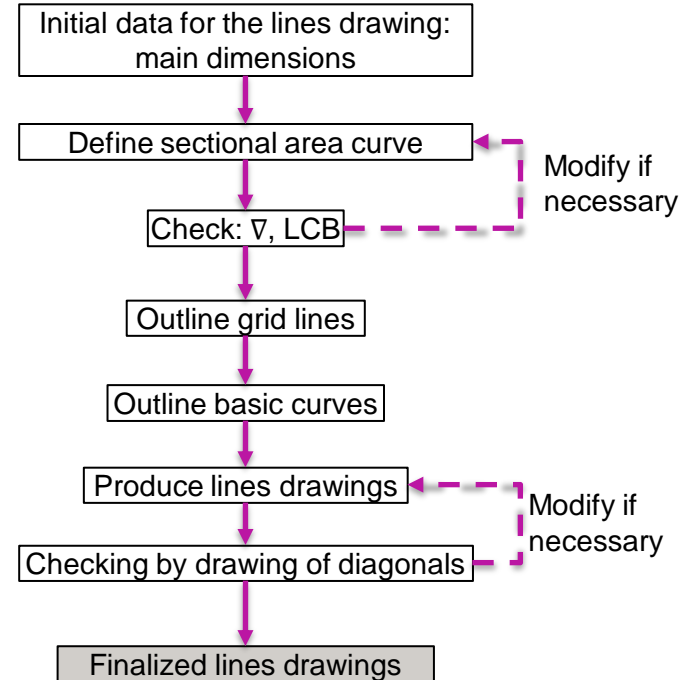 Initial data for the lines drawing:
main dimensions
Define sectional area curve
Modify if
necessary
Check: ∇, LCB
Outline grid lines
Outline basic curves
Produce lines drawings
Modify if
necessary
Checking by drawing of diagonals
Finalized lines drawings